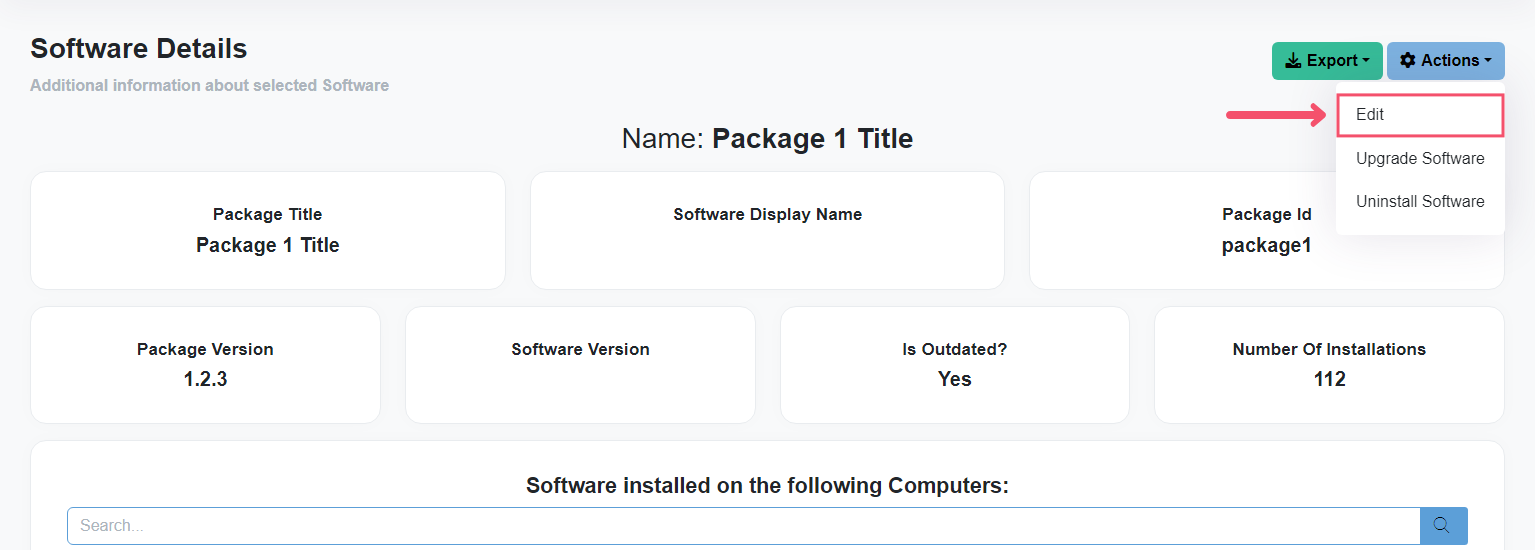 Software Details
Export
Actions
Additional information about selected Software
Edit
Name: Package 1 Title
Upgrade Software
Uninstall Software
Package Title
Package 1 Title
Software Display Name
Package Id
package1
Package Version
1.2.3
Software Version
Is Outdated?
Yes
Number Of Installations
112
Software installed on the following Computers:
Search...